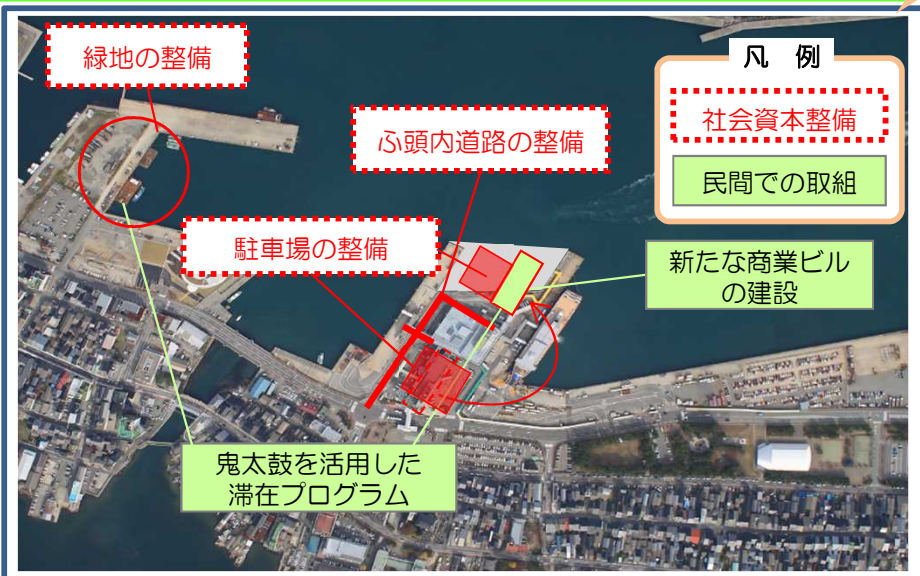 緑地の整備
ふ頭内道路の整備
駐車場の整備
凡 例
社会資本整備
民間での取組
新たな商業ビル
の建設
鬼太鼓を活用した
滞在プログラム